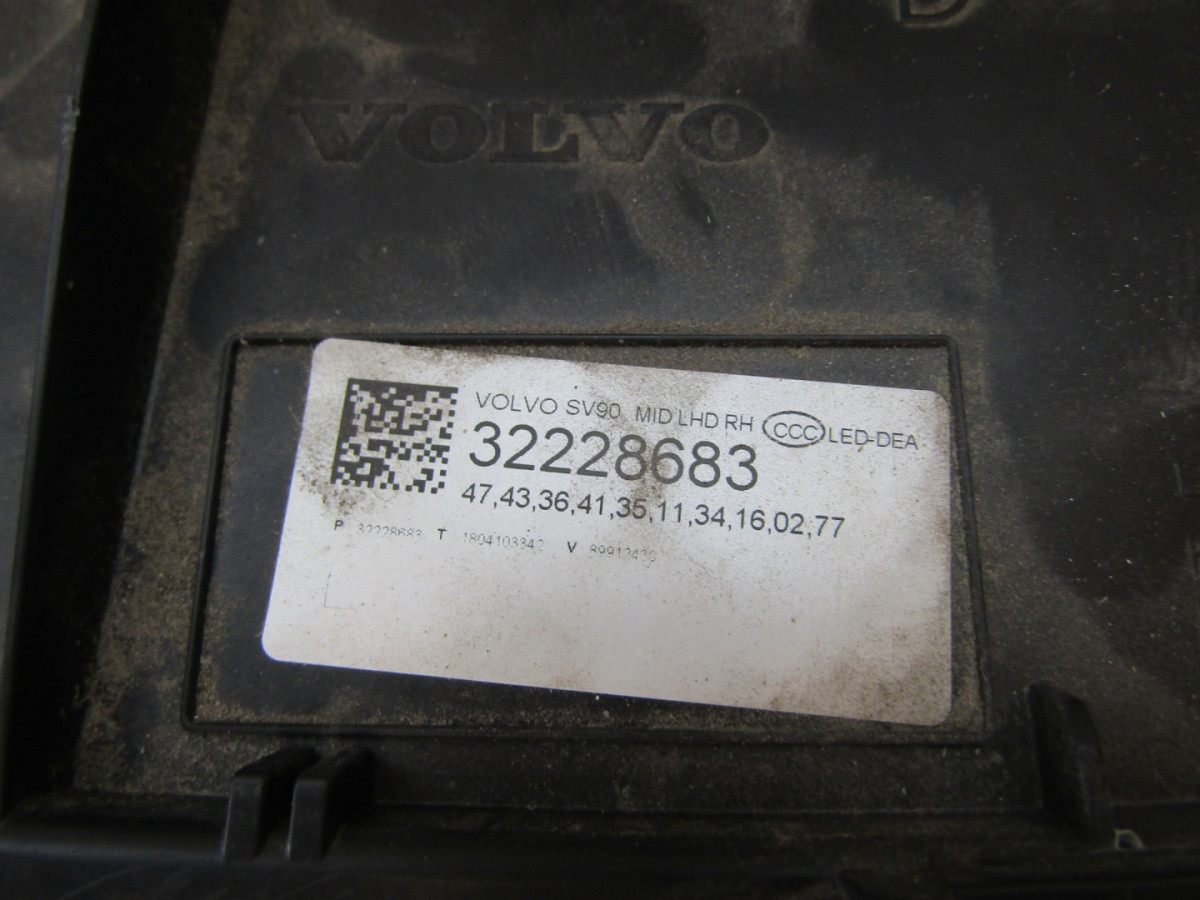 VOLVO
VOLVO SV90 MID LHD RH CCC LED-DEA
32228683
47,43,36,41,35,11,34,16,02,77
P 32228683 T 1804103342 V